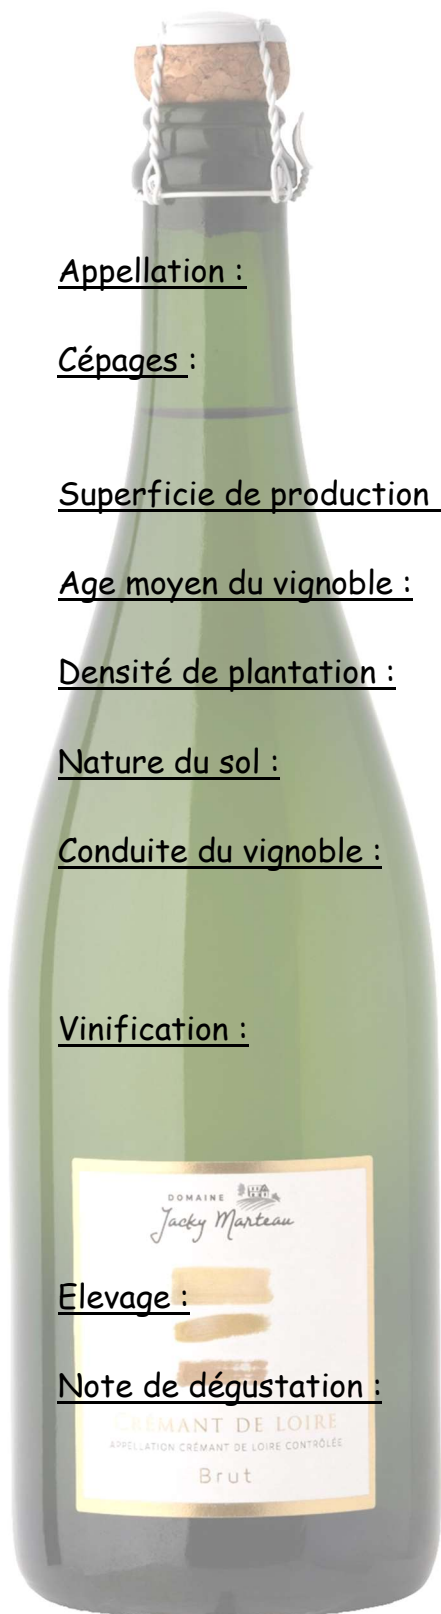 Appellation :
Cépages :
Superficie de production
Age moyen du vignoble :
Densité de plantation :
Nature du sol :
Conduite du vignoble :
Vinification :
DOMAINE
Jacky Marteau
Elevage :
Note de dégustation :
CRÉMANT DE LOIRE
APPELLATION CRÉMANT DE LOIRE CONTRÔLÉE
Brut